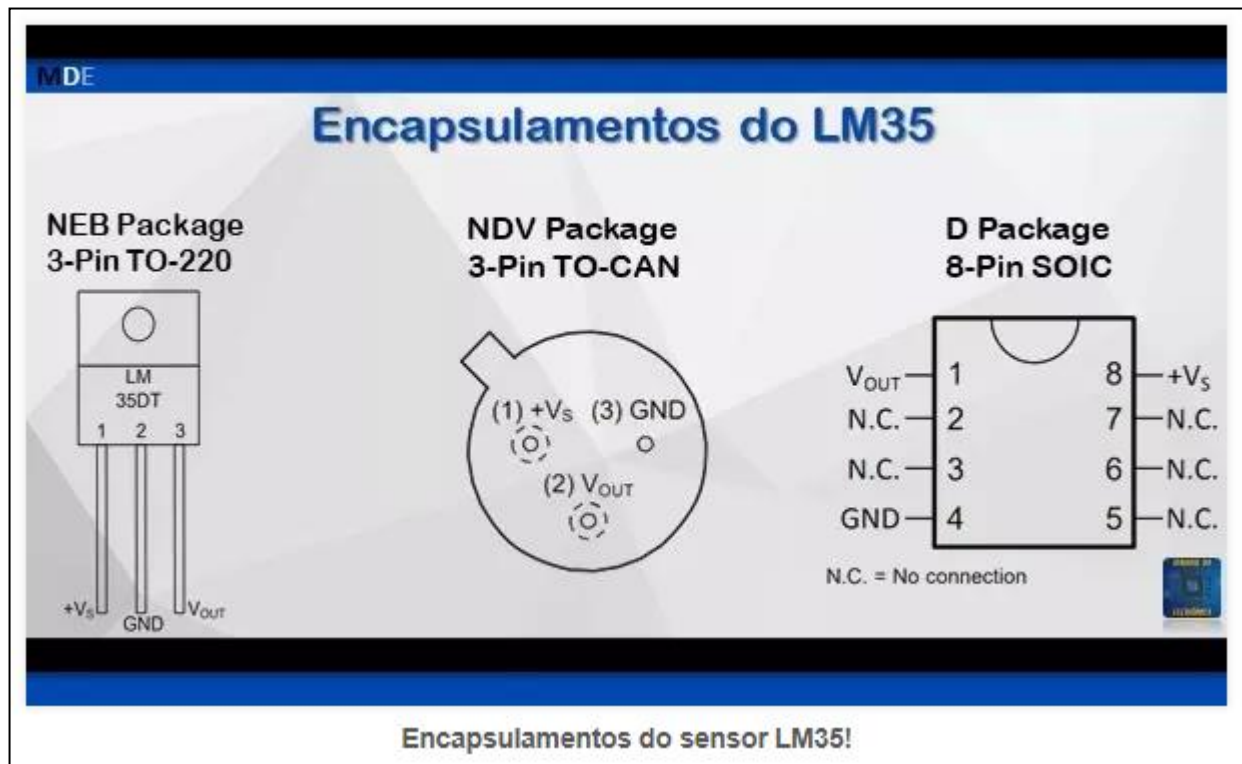 MDE
Encapsulamentos do LM35
NEB Package
3-Pin TO-220
LM
35DT
1 2 3
+VS
GND
VOUT
NDV Package
3-Pin TO-CAN
(1) +VS (3) GND
(2) VOUT
D Package
8-Pin SOIC
VOUT 1 8 +VS
N.C. 2 7 N.C.
N.C. 3 6 N.C.
GND 4 5 N.C.
N.C. = No connection
Encapsulamentos do sensor LM35!